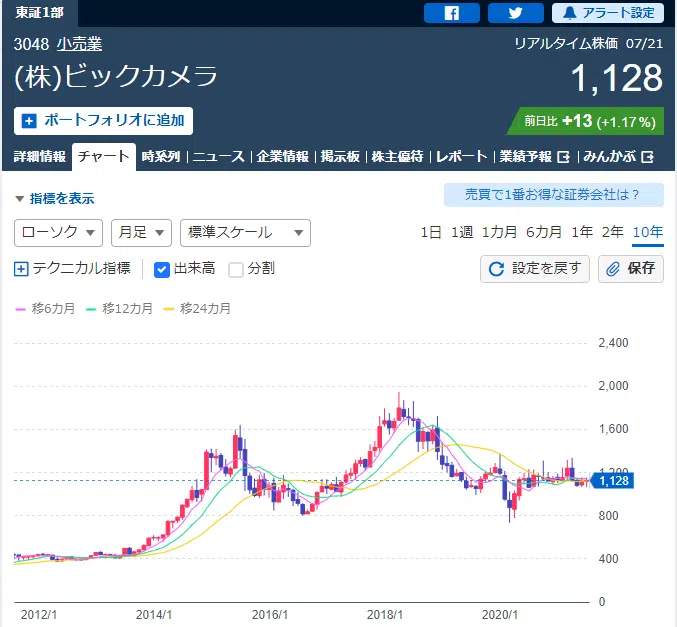 東証1部
アラート設定
3048 小売業
リアルタイム株価 07/21
(株)ビックカメラ
1,128
ポートフォリオに追加
前日比 +13 (+1.17%)
詳細情報 チャート 時系列 ニュース 企業情報 掲示板 株主優待 レポート 業績予報 みんかぶ
指標を表示
売買で1番お得な証券会社は？
ローソク 月足 標準スケール
1日 1週 1カ月 6カ月 1年 2年 10年
テクニカル指標 出来高 分割
設定を戻す 保存
移6カ月 移12カ月 移24カ月
2,400
2,000
1,600
1,200
1,128
800
400
0
2012/1 2014/1 2016/1 2018/1 2020/1